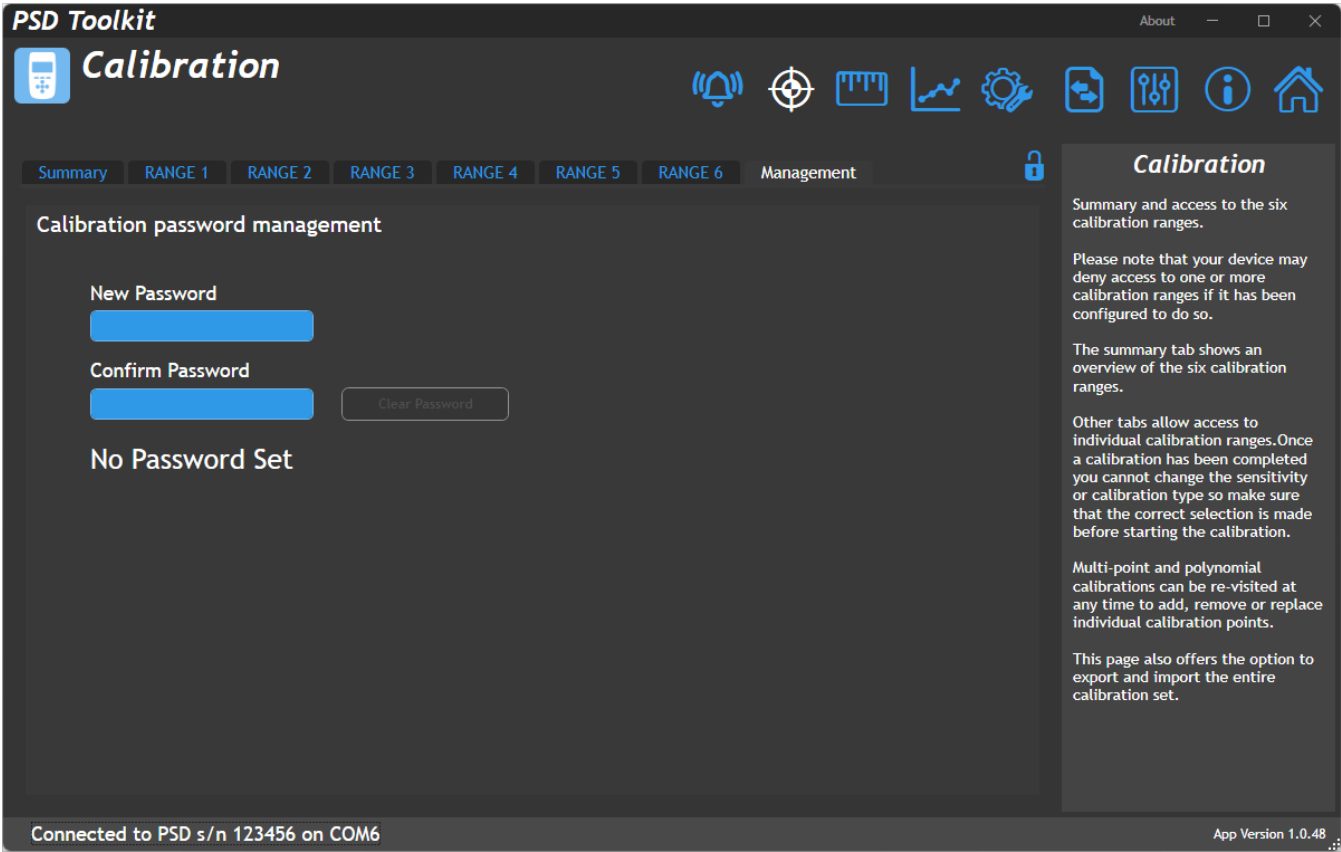 PSD Toolkit
About
Calibration
Summary RANGE 1 RANGE 2 RANGE 3 RANGE 4 RANGE 5 RANGE 6 Management
Calibration password management
New Password
Confirm Password
Clear Password
No Password Set
Calibration
Summary and access to the six
calibration ranges.
Please note that your device may
deny access to one or more
calibration ranges if it has been
configured to do so.
The summary tab shows an
overview of the six calibration
ranges.
Other tabs allow access to
individual calibration ranges.Once
a calibration has been completed
you cannot change the sensitivity
or calibration type so make sure
that the correct selection is made
before starting the calibration.
Multi-point and polynomial
calibrations can be re-visited at
any time to add, remove or replace
individual calibration points.
This page also offers the option to
export and import the entire
calibration set.
Connected to PSD s/n 123456 on COM6
App Version 1.0.48